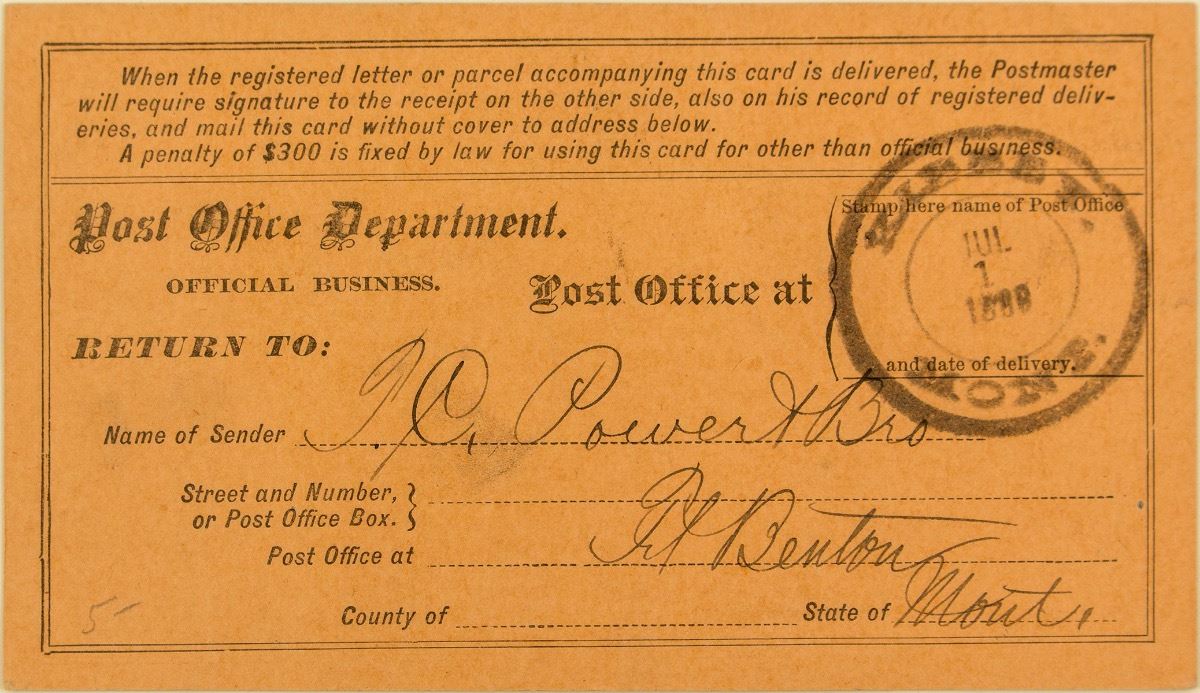 When the registered letter or parcel accompanying this card is delivered, the Postmaster
will require signature to the receipt on the other side, also on his record of registered deliv-
eries, and mail this card without cover to address below.
A penalty of $300 is fixed by law for using this card for other than official business.
Post Office Department.
OFFICIAL BUSINESS.
Post Office at
Stamp here name of Post Office
KIBBEY,
JUL
1
MONT.
and date of delivery.
RETURN TO:
Name of Sender T. C. Power & Bro
Street and Number,
or Post Office Box.
Post Office at Ft Benton
County of State of Mont.
5-